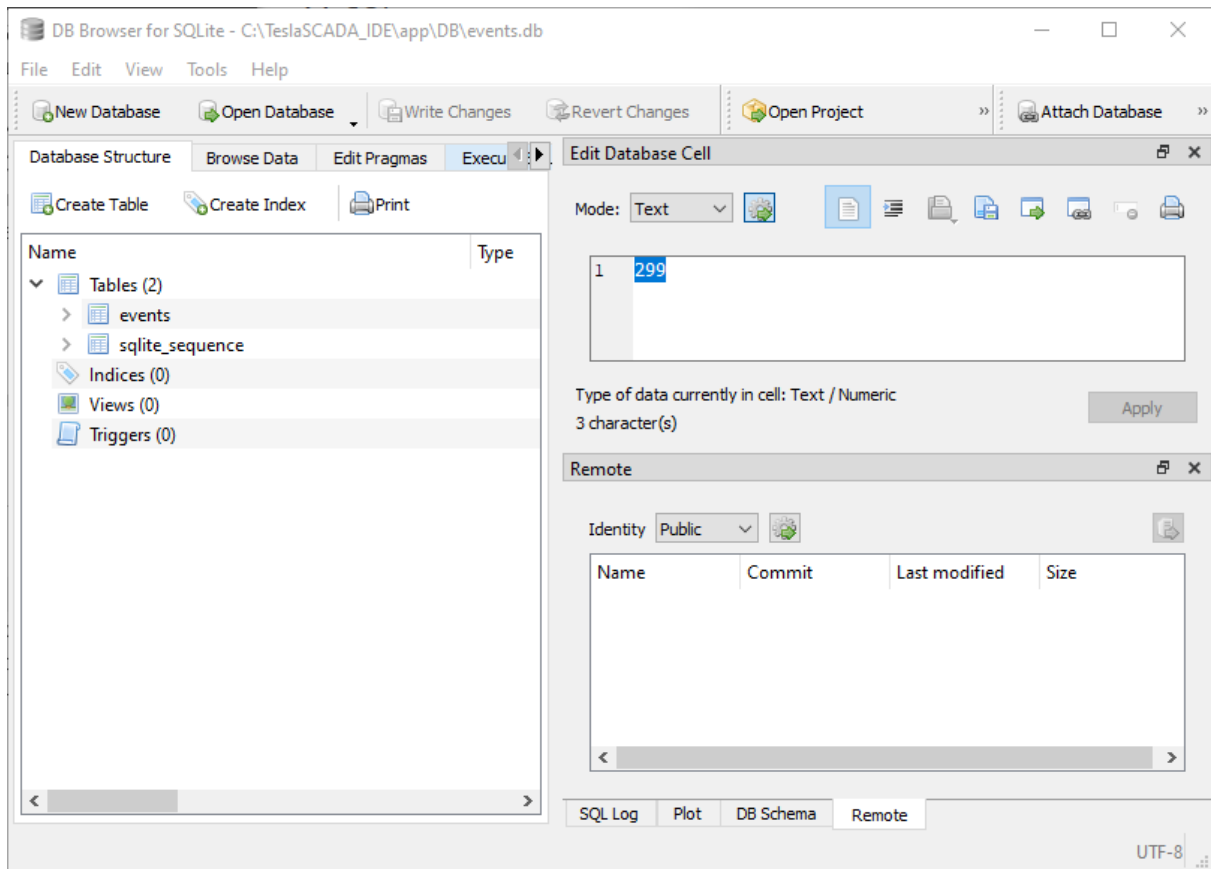 DB Browser for SQLite - C:\TeslaSCADA_IDE\app\DB\events.db
File Edit View Tools Help
New Database Open Database Write Changes Revert Changes Open Project » Attach Database »
Database Structure Browse Data Edit Pragmas Execu
Create Table Create Index Print
Name Type
Tables (2)
events
sqlite_sequence
Indices (0)
Views (0)
Triggers (0)
Edit Database Cell
Mode: Text
1 299
Type of data currently in cell: Text / Numeric
3 character(s)
Apply
Remote
Identity Public
Name Commit Last modified Size
SQL Log Plot DB Schema Remote
UTF-8